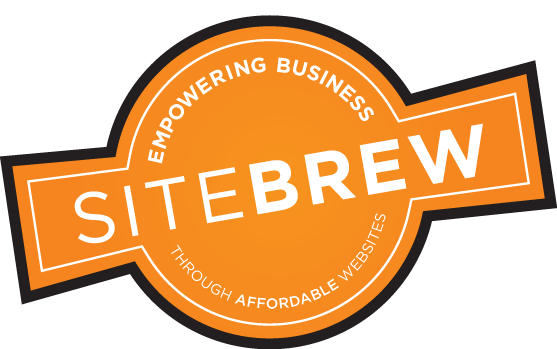 EMPOWERING BUSINESS
SITEBREW
THROUGH AFFORDABLE WEBSITES